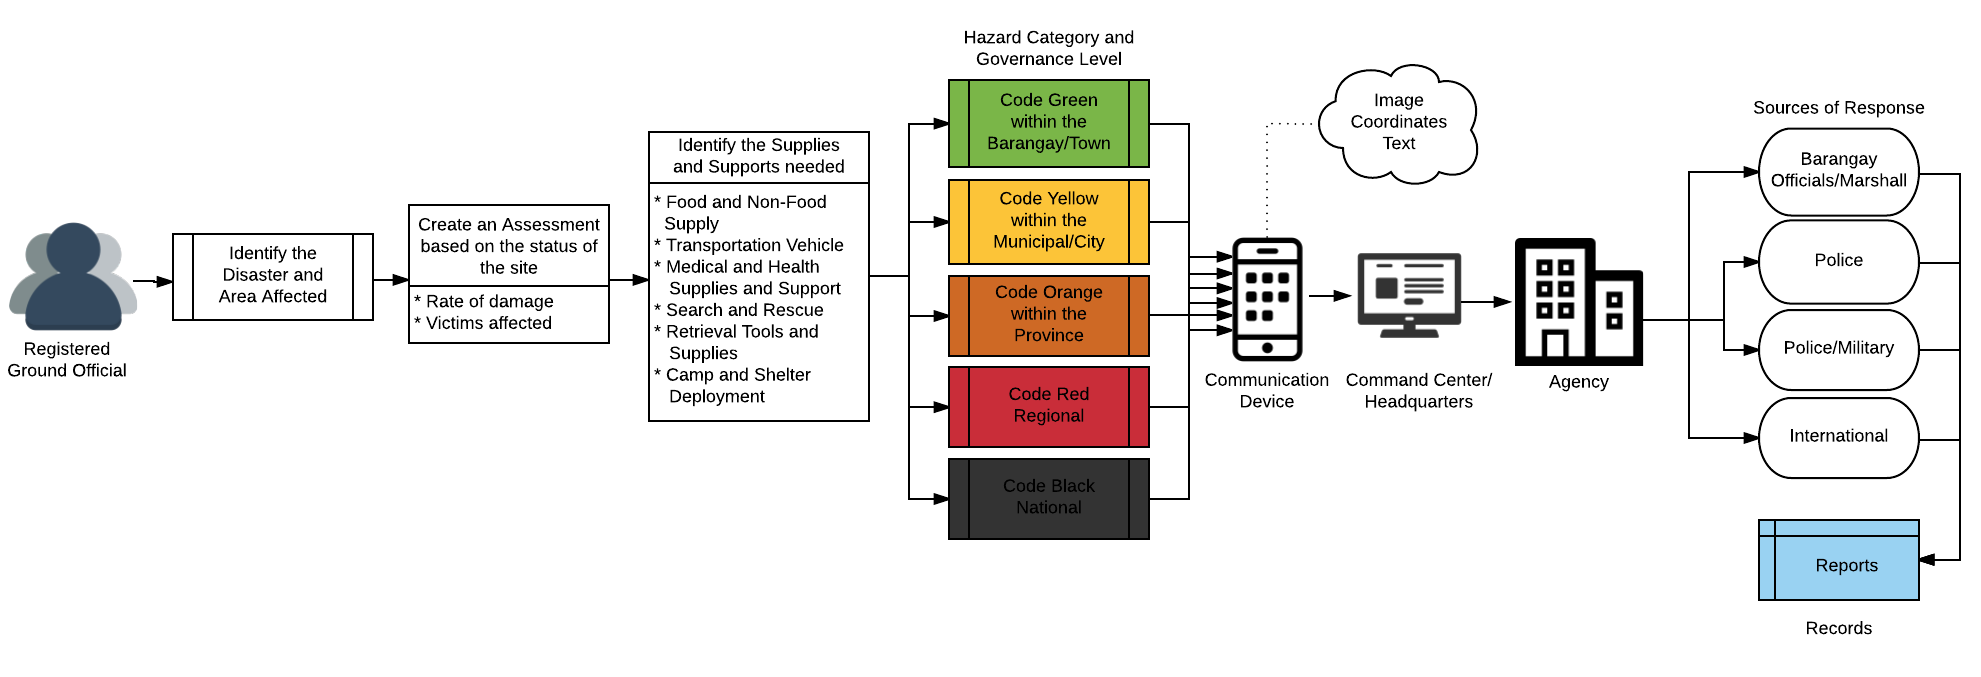 Registered
Ground Official
Identify the
Disaster and
Area Affected
Create an Assessment
based on the status of
the site
* Rate of damage
* Victims affected
Identify the Supplies
and Supports needed
* Food and Non-Food
Supply
* Transportation Vehicle
* Medical and Health
Supplies and Support
* Search and Rescue
* Retrieval Tools and
Supplies
* Camp and Shelter
Deployment
Hazard Category and
Governance Level
Code Green
within the
Barangay/Town
Code Yellow
within the
Municipal/City
Code Orange
within the
Province
Code Red
Regional
Code Black
National
Image
Coordinates
Text
Communication
Device
Command Center/
Headquarters
Agency
Sources of Response
Barangay
Officials/Marshall
Police
Police/Military
International
Reports
Records